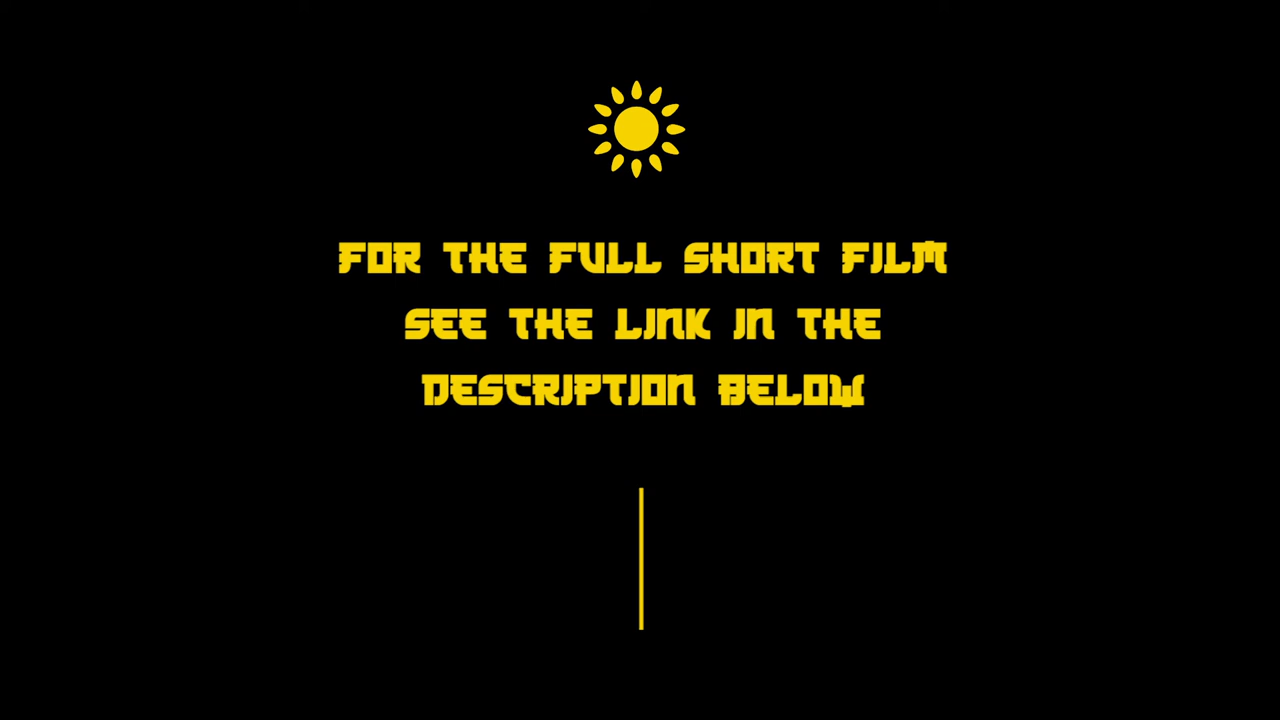 FOR THE FULL SHORT FILM
SEE THE LINK IN THE
DESCRIPTION BELOW